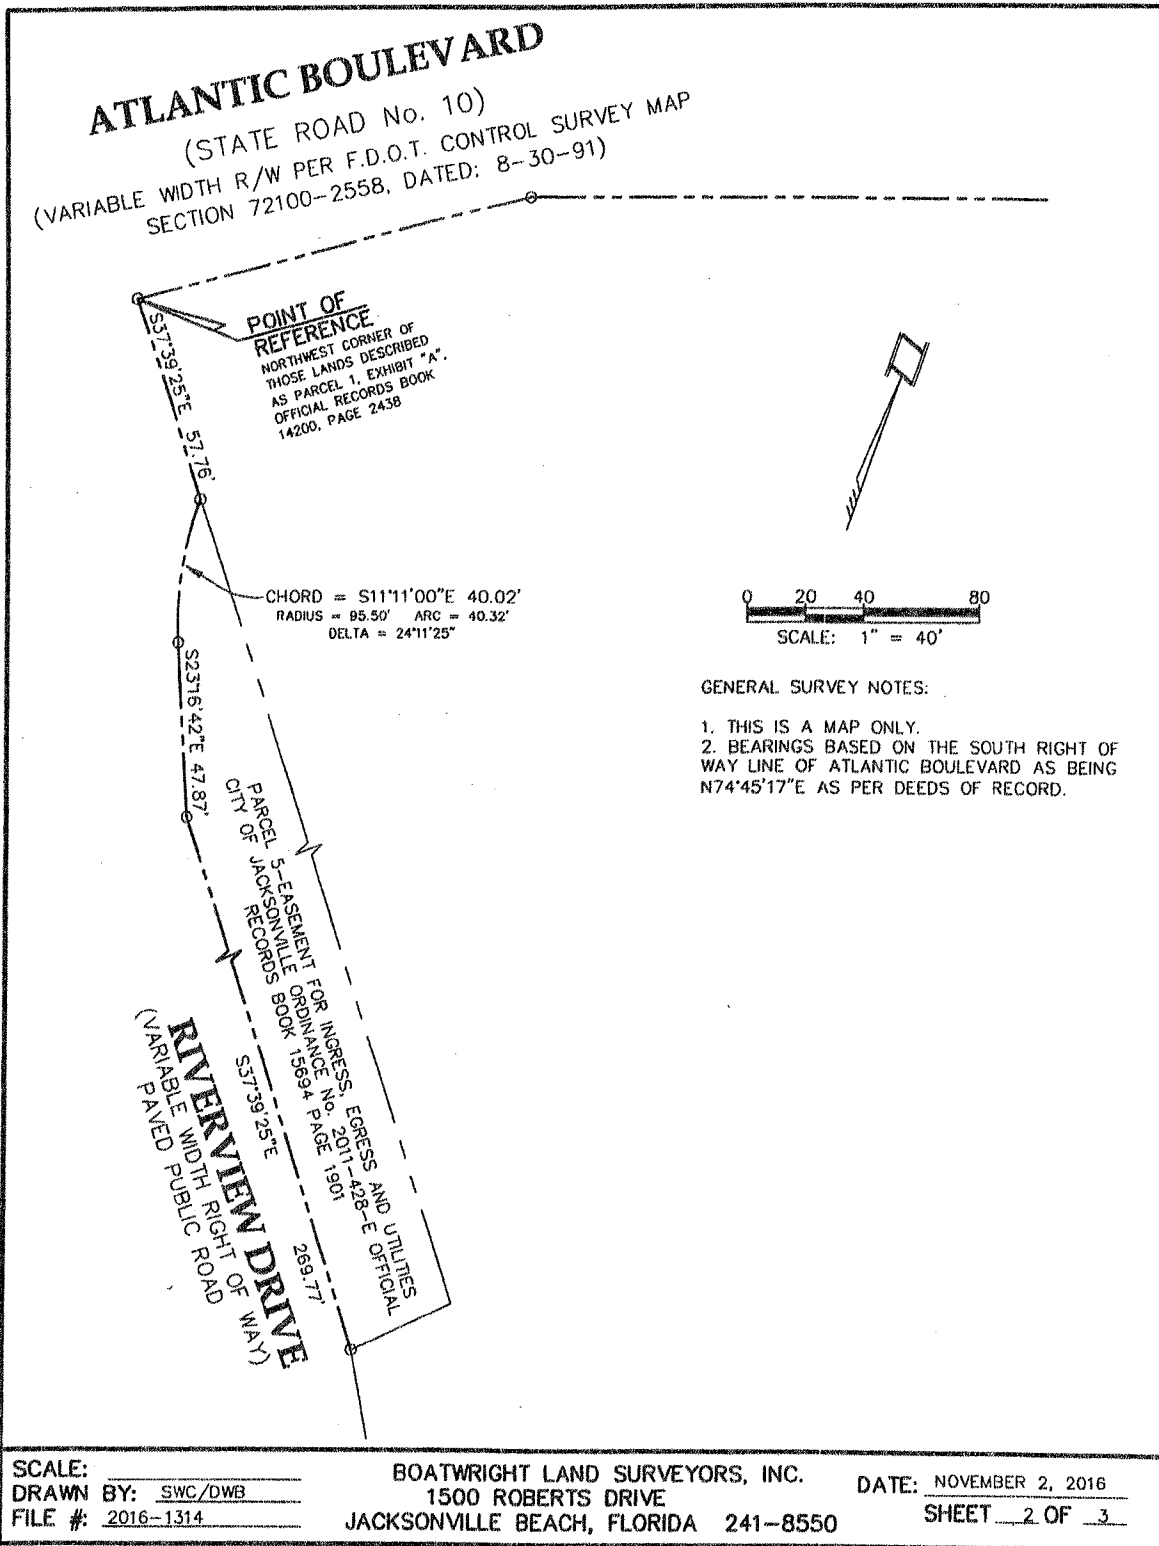 ATLANTIC BOULEVARD
(STATE ROAD No. 10)
(VARIABLE WIDTH R/W PER F.D.O.T. CONTROL SURVEY MAP
SECTION 72100-2558, DATED: 8-30-91)
POINT OF
REFERENCE
NORTHWEST CORNER OF
THOSE LANDS DESCRIBED
AS PARCEL 1, EXHIBIT "A",
OFFICIAL RECORDS BOOK
14200, PAGE 2438
S37°39'25"E 57.76'
CHORD = S11°11'00"E 40.02'
RADIUS = 95.50' ARC = 40.32'
DELTA = 24°11'25"
S23°16'42"E 47.87'
0 20 40 80
SCALE: 1" = 40'
GENERAL SURVEY NOTES:
1. THIS IS A MAP ONLY.
2. BEARINGS BASED ON THE SOUTH RIGHT OF
WAY LINE OF ATLANTIC BOULEVARD AS BEING
N74°45'17"E AS PER DEEDS OF RECORD.
PARCEL 5-EASEMENT FOR INGRESS, EGRESS AND UTILITIES
CITY OF JACKSONVILLE ORDINANCE No. 2011-428-E OFFICIAL
RECORDS BOOK 15694 PAGE 1901
S37°39'25"E 269.77'
RIVERVIEW DRIVE
(VARIABLE WIDTH RIGHT OF WAY)
PAVED PUBLIC ROAD
SCALE:
DRAWN BY: SWC/DWB
FILE #: 2016-1314
BOATWRIGHT LAND SURVEYORS, INC.
1500 ROBERTS DRIVE
JACKSONVILLE BEACH, FLORIDA 241-8550
DATE: NOVEMBER 2, 2016
SHEET 2 OF 3